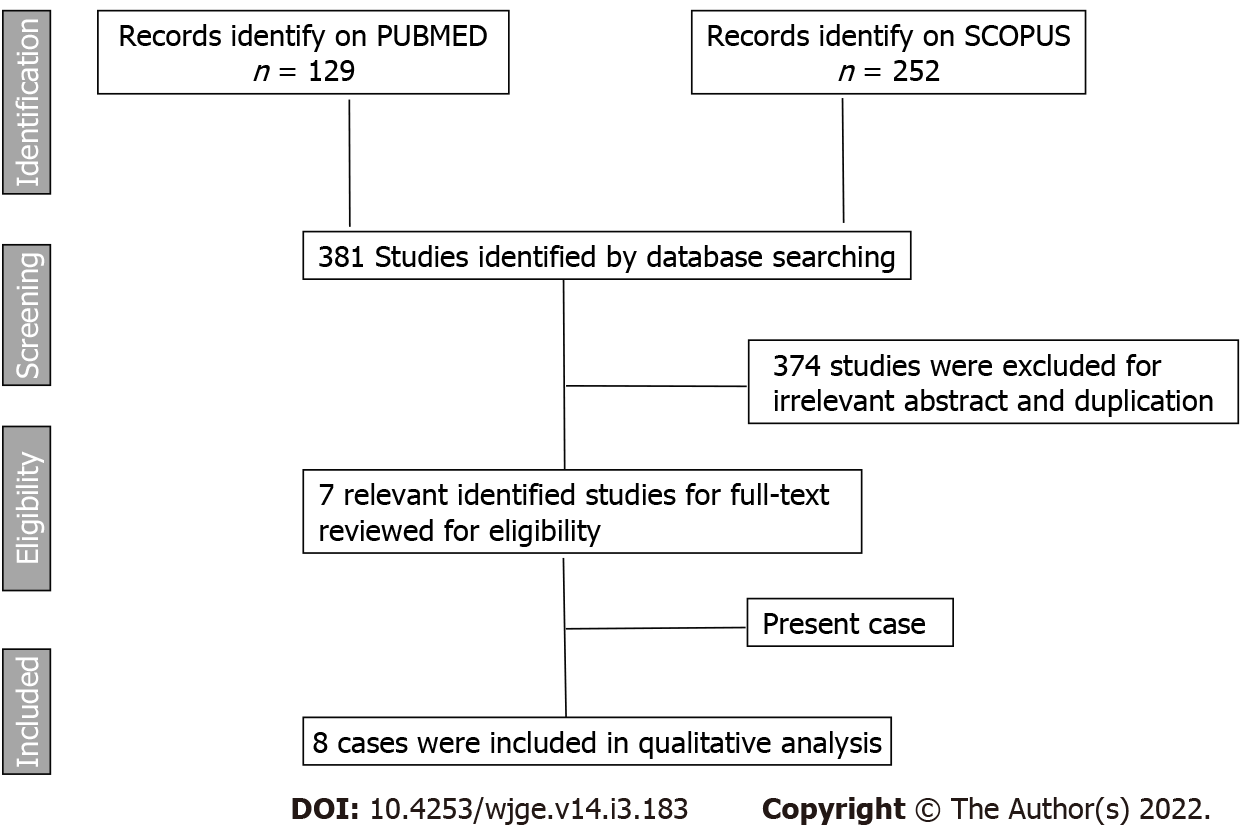 Identification
Records identify on PUBMED
n = 129
Records identify on SCOPUS
n = 252
381 Studies identified by database searching
Screening
374 studies were excluded for
irrelevant abstract and duplication
Eligibility
7 relevant identified studies for full-text
reviewed for eligibility
Present case
Included
8 cases were included in qualitative analysis
DOI: 10.4253/wjge.v14.i3.183 Copyright © The Author(s) 2022.